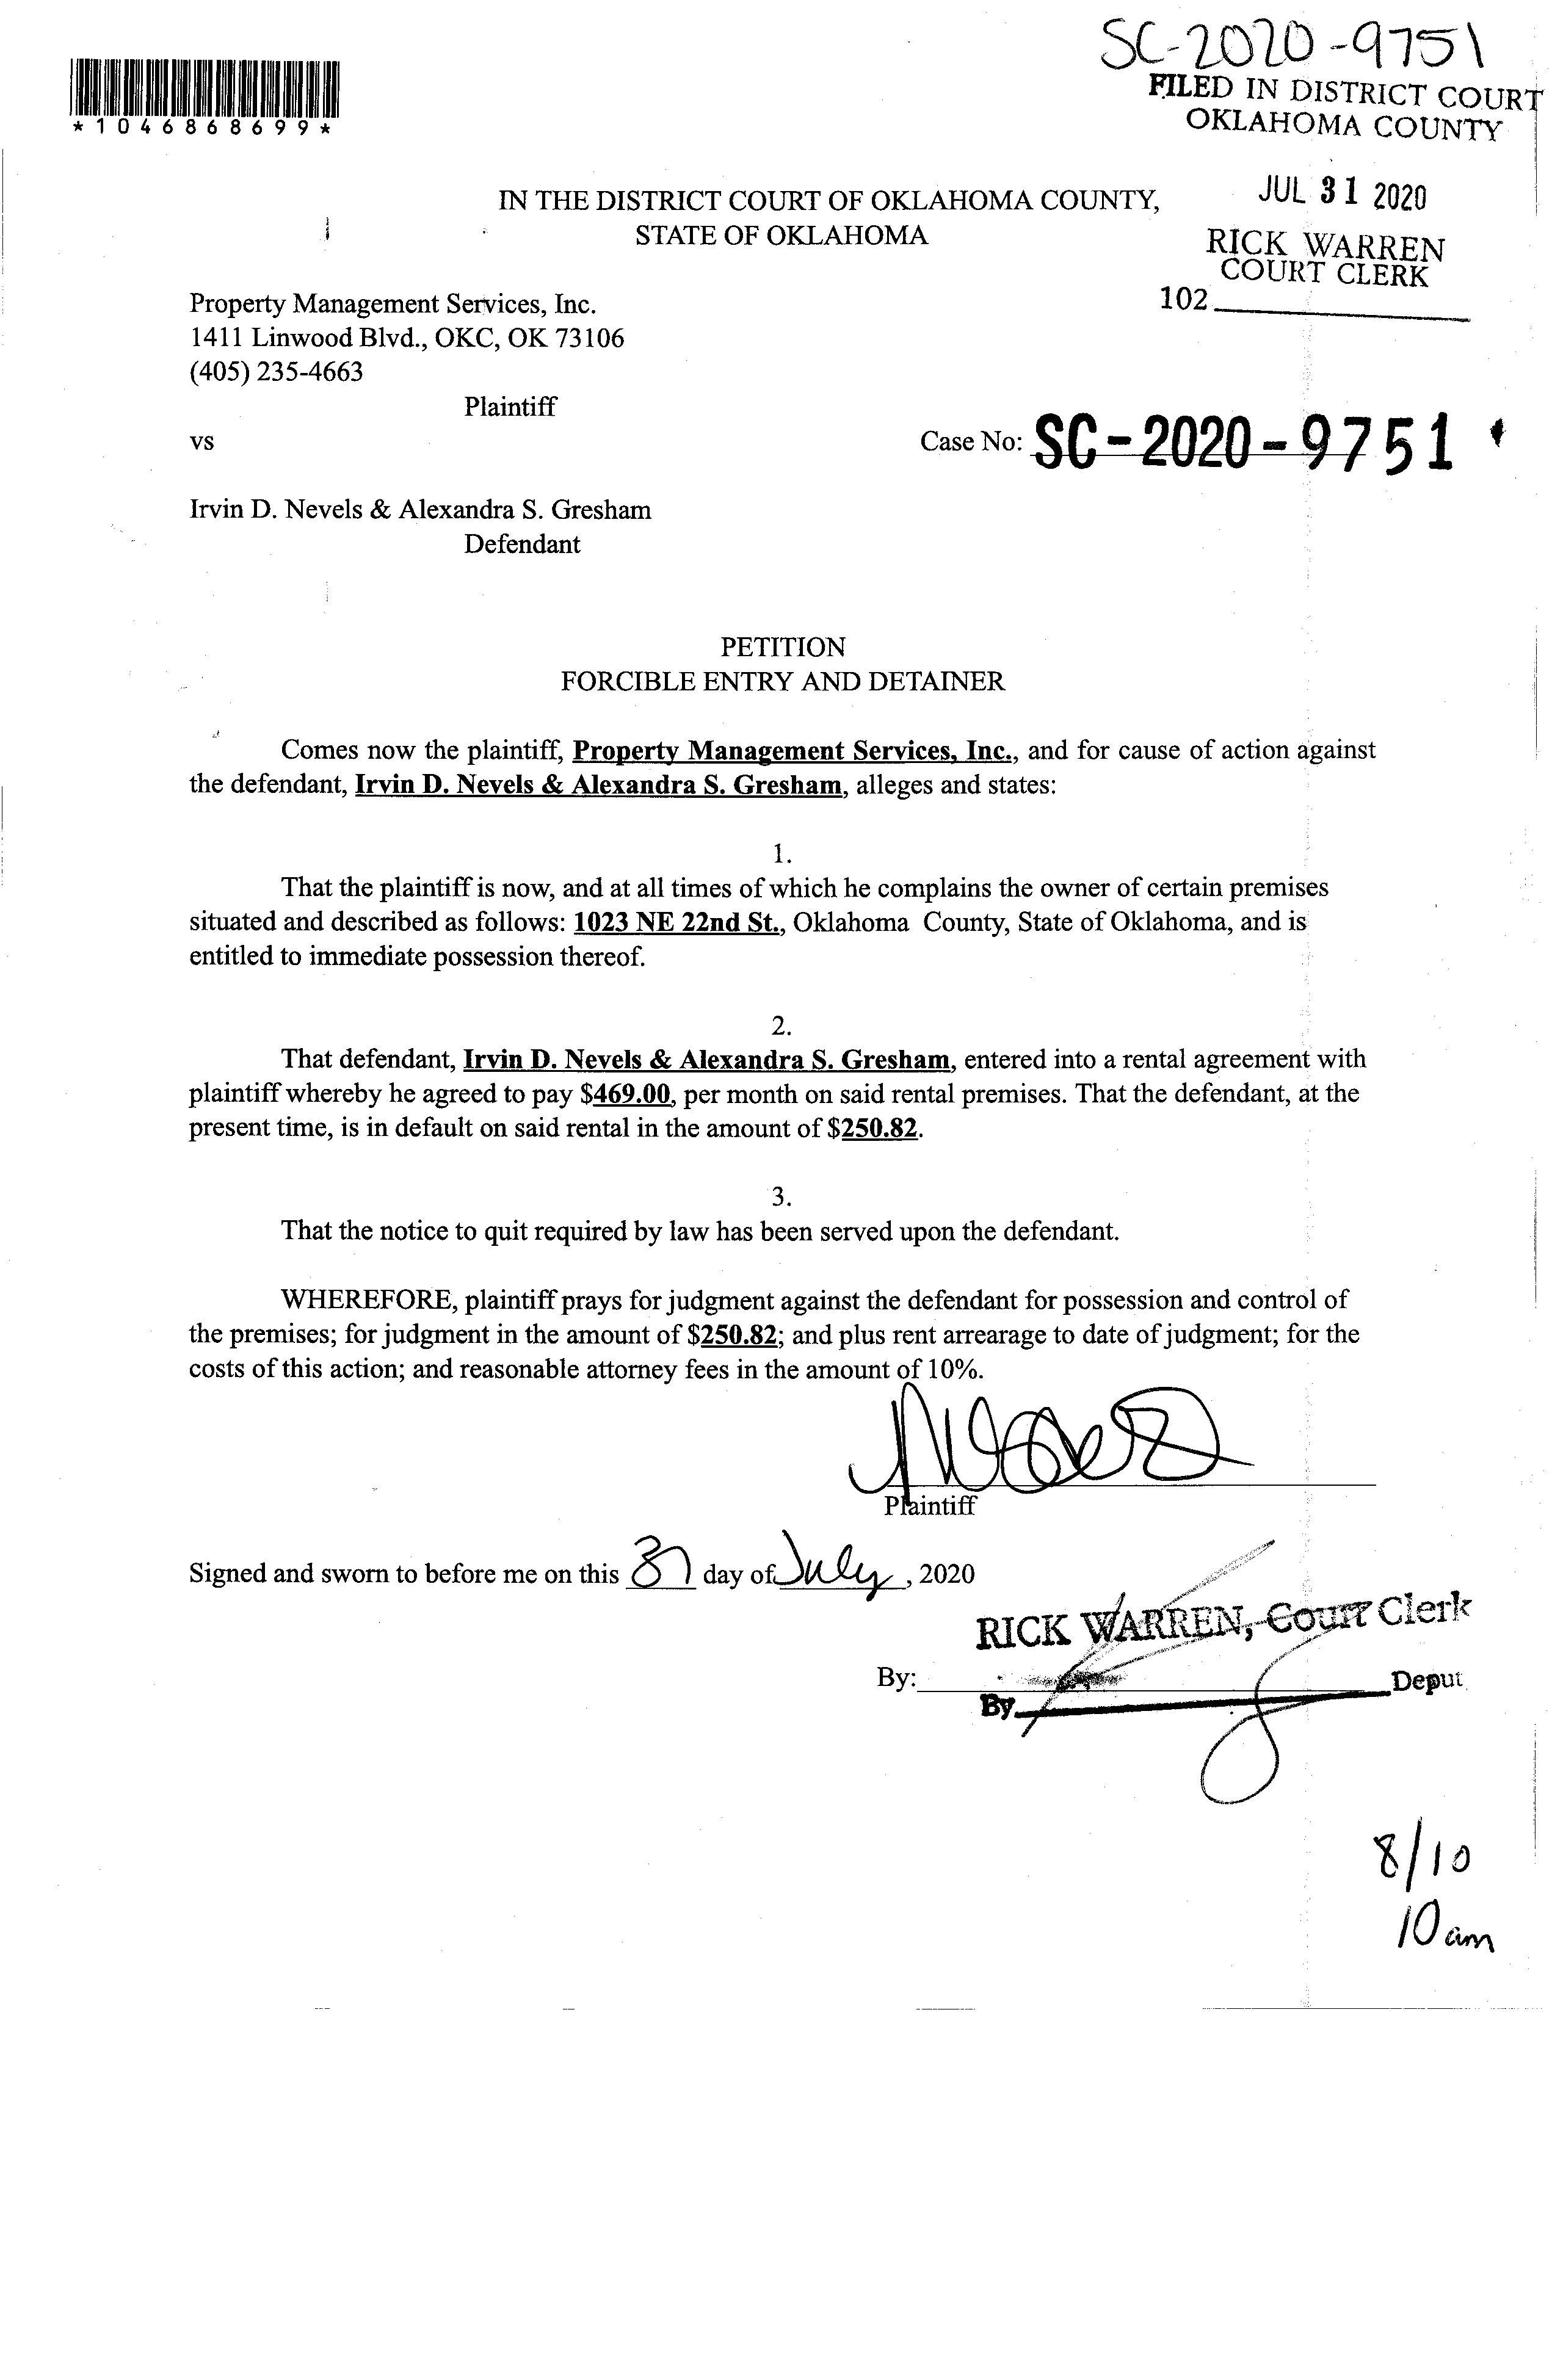 SC-2020-9751
FILED IN DISTRICT COURT
OKLAHOMA COUNTY
*1046868699*
JUL 31 2020
IN THE DISTRICT COURT OF OKLAHOMA COUNTY,
STATE OF OKLAHOMA
RICK WARREN
COURT CLERK
102
Property Management Services, Inc.
1411 Linwood Blvd., OKC, OK 73106
(405) 235-4663
Plaintiff
vs
Case No: SC-2020-9751
Irvin D. Nevels & Alexandra S. Gresham
Defendant
PETITION
FORCIBLE ENTRY AND DETAINER
Comes now the plaintiff, Property Management Services, Inc., and for cause of action against
the defendant, Irvin D. Nevels & Alexandra S. Gresham, alleges and states:
1.
That the plaintiff is now, and at all times of which he complains the owner of certain premises
situated and described as follows: 1023 NE 22nd St., Oklahoma County, State of Oklahoma, and is
entitled to immediate possession thereof.
2.
That defendant, Irvin D. Nevels & Alexandra S. Gresham, entered into a rental agreement with
plaintiff whereby he agreed to pay $469.00, per month on said rental premises. That the defendant, at the
present time, is in default on said rental in the amount of $250.82.
3.
That the notice to quit required by law has been served upon the defendant.
WHEREFORE, plaintiff prays for judgment against the defendant for possession and control of
the premises; for judgment in the amount of $250.82; and plus rent arrearage to date of judgment; for the
costs of this action; and reasonable attorney fees in the amount of 10%.
Plaintiff
Signed and sworn to before me on this 31 day of July, 2020
RICK WARREN, Court Clerk
By:
Deput
By
8/10
10 am